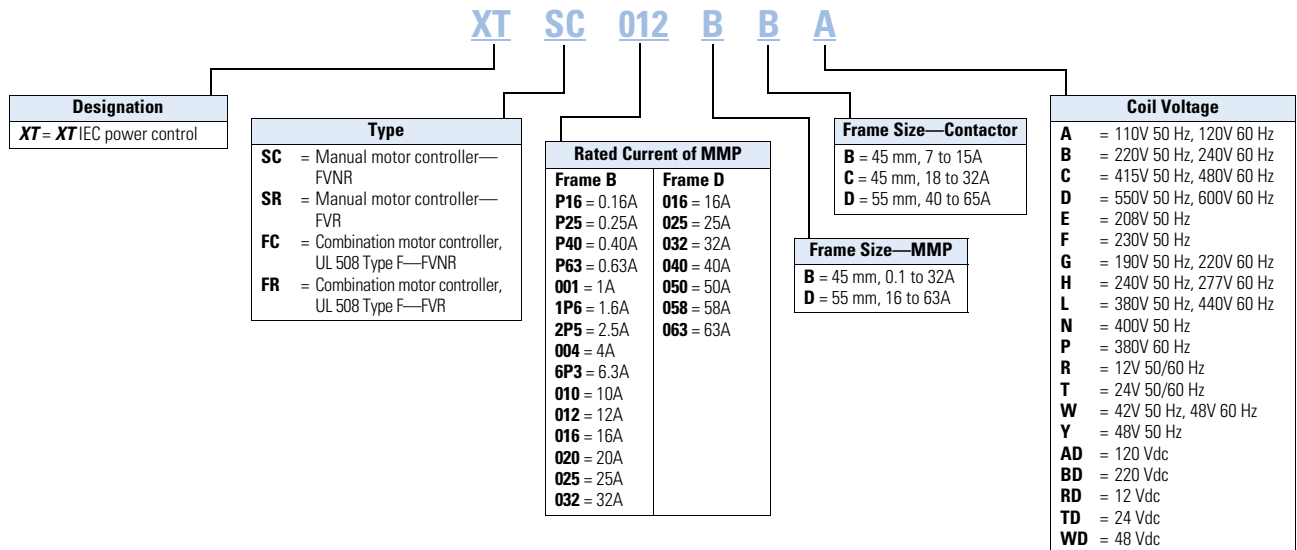 XT SC 012 B B A
Designation
XT = XT IEC power control
Type
SC = Manual motor controller—
FVNR
SR = Manual motor controller—
FVR
FC = Combination motor controller,
UL 508 Type F—FVNR
FR = Combination motor controller,
UL 508 Type F—FVR
Rated Current of MMP
Frame B
P16 = 0.16A
P25 = 0.25A
P40 = 0.40A
P63 = 0.63A
001 = 1A
1P6 = 1.6A
2P5 = 2.5A
004 = 4A
6P3 = 6.3A
010 = 10A
012 = 12A
016 = 16A
020 = 20A
025 = 25A
032 = 32A
Frame D
016 = 16A
025 = 25A
032 = 32A
040 = 40A
050 = 50A
058 = 58A
063 = 63A
Frame Size—MMP
B = 45 mm, 0.1 to 32A
D = 55 mm, 16 to 63A
Frame Size—Contactor
B = 45 mm, 7 to 15A
C = 45 mm, 18 to 32A
D = 55 mm, 40 to 65A
Coil Voltage
A = 110V 50 Hz, 120V 60 Hz
B = 220V 50 Hz, 240V 60 Hz
C = 415V 50 Hz, 480V 60 Hz
D = 550V 50 Hz, 600V 60 Hz
E = 208V 50 Hz
F = 230V 50 Hz
G = 190V 50 Hz, 220V 60 Hz
H = 240V 50 Hz, 277V 60 Hz
L = 380V 50 Hz, 440V 60 Hz
N = 400V 50 Hz
P = 380V 60 Hz
R = 12V 50/60 Hz
T = 24V 50/60 Hz
W = 42V 50 Hz, 48V 60 Hz
Y = 48V 50 Hz
AD = 120 Vdc
BD = 220 Vdc
RD = 12 Vdc
TD = 24 Vdc
WD = 48 Vdc